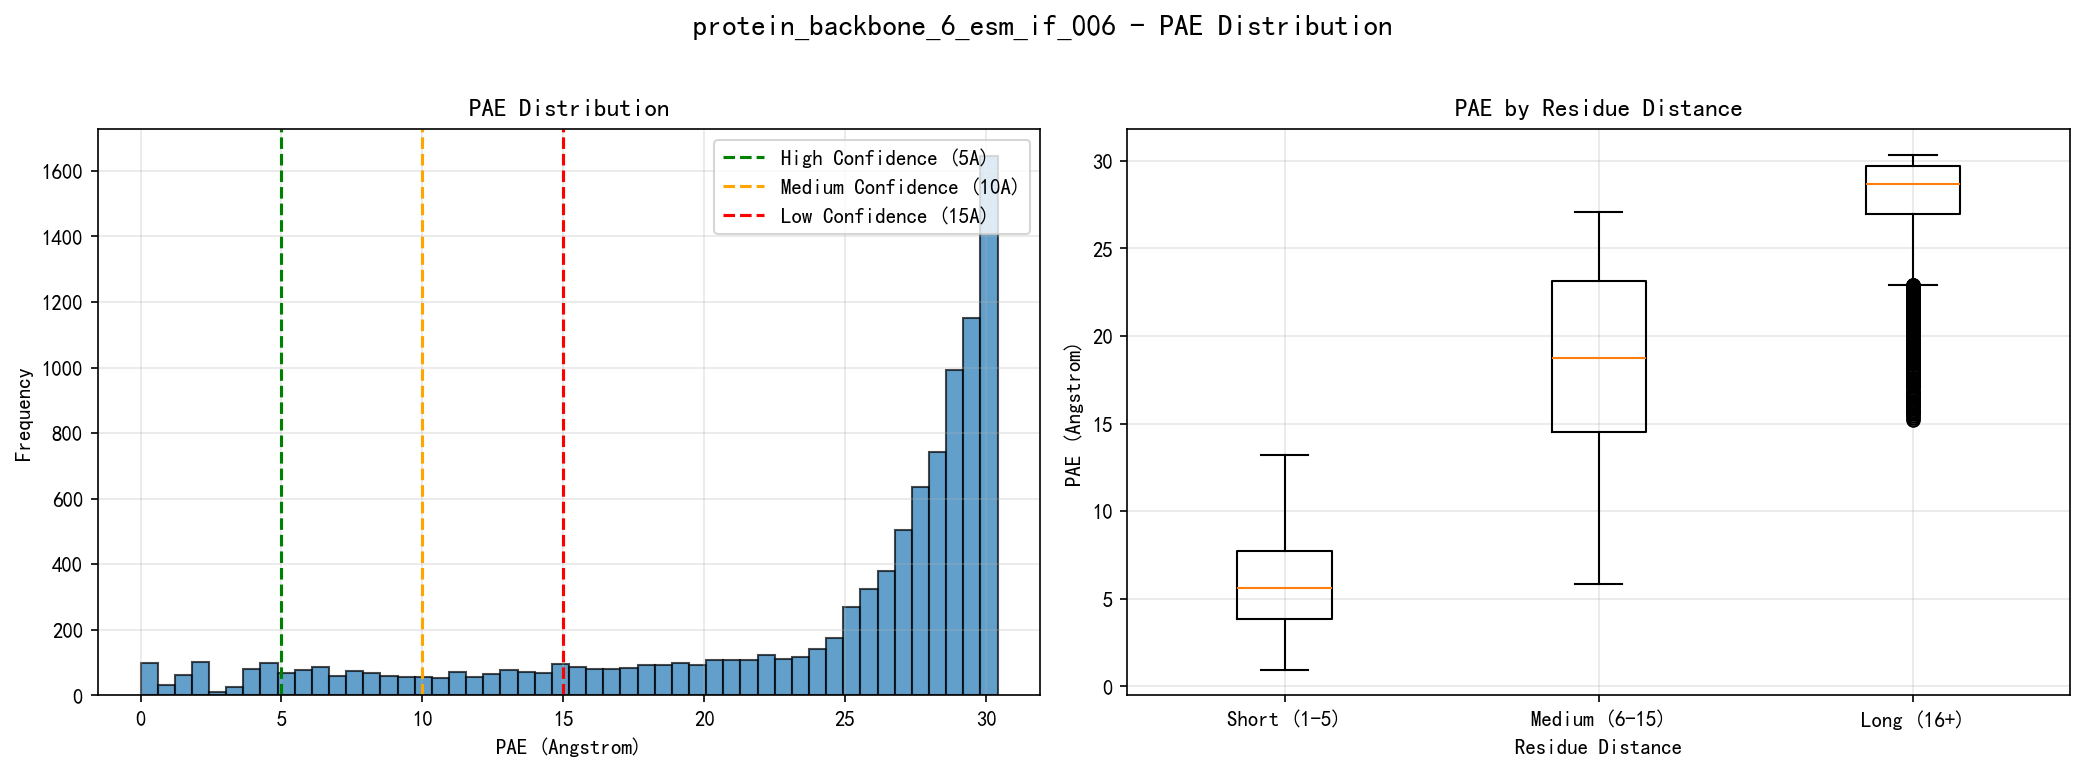 protein_backbone_6_esm_if_006 - PAE Distribution
PAE Distribution
High Confidence (5A)
Medium Confidence (10A)
Low Confidence (15A)
Frequency
1600
1400
1200
1000
800
600
400
200
0
0 5 10 15 20 25 30
PAE (Angstrom)
PAE by Residue Distance
PAE (Angstrom)
30
25
20
15
10
5
0
Short (1-5) Medium (6-15) Long (16+)
Residue Distance